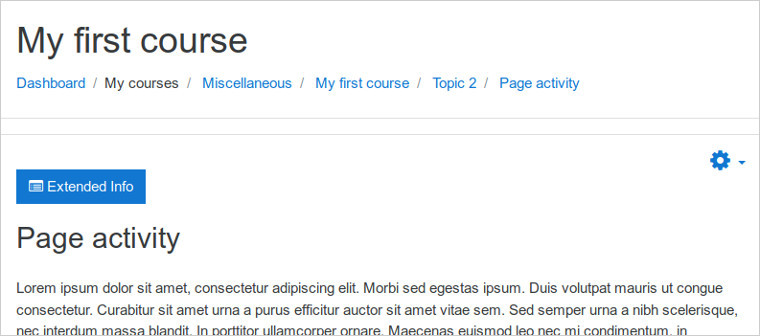 My first course
Dashboard / My courses / Miscellaneous / My first course / Topic 2 / Page activity
Extended Info
Page activity
Lorem ipsum dolor sit amet, consectetur adipiscing elit. Morbi sed egestas ipsum. Duis volutpat mauris ut congue
consectetur. Curabitur sit amet urna a purus efficitur auctor sit amet vitae sem. Sed semper urna a nibh scelerisque,
nec interdum massa blandit. In porttitor ullamcorper ornare. Maecenas euismod leo nec mi condimentum, in